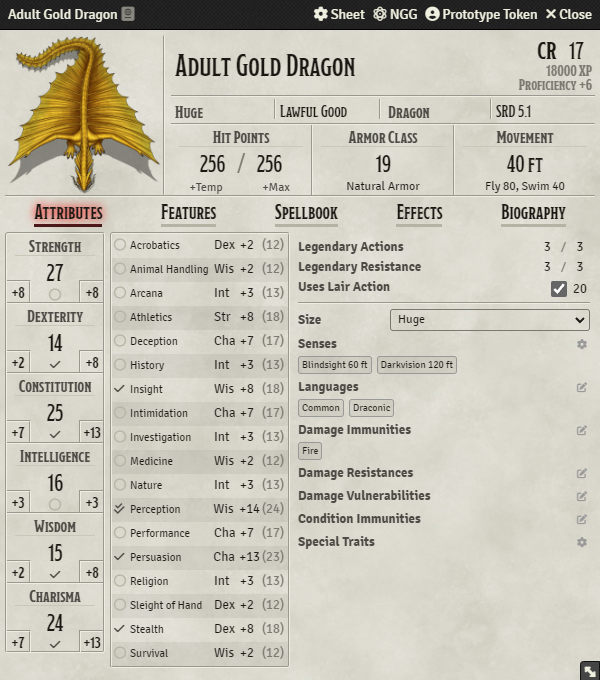 Adult Gold Dragon Sheet NGG Prototype Token Close
Adult Gold Dragon CR 17
18000 XP
Proficiency +6
Huge Lawful Good Dragon SRD 5.1
Hit Points Armor Class Movement
256 / 256 19 40 ft
+Temp +Max Natural Armor Fly 80, Swim 40
Attributes Features Spellbook Effects Biography
Strength
27
+8 +8
Dexterity
14
+2 +8
Constitution
25
+7 +13
Intelligence
16
+3 +3
Wisdom
15
+2 +8
Charisma
24
+7 +13
Acrobatics Dex +2 (12)
Animal Handling Wis +2 (12)
Arcana Int +3 (13)
Athletics Str +8 (18)
Deception Cha +7 (17)
History Int +3 (13)
Insight Wis +8 (18)
Intimidation Cha +7 (17)
Investigation Int +3 (13)
Medicine Wis +2 (12)
Nature Int +3 (13)
Perception Wis +14 (24)
Performance Cha +7 (17)
Persuasion Cha +13 (23)
Religion Int +3 (13)
Sleight of Hand Dex +2 (12)
Stealth Dex +8 (18)
Survival Wis +2 (12)
Legendary Actions 3 / 3
Legendary Resistance 3 / 3
Uses Lair Action 20
Size Huge
Senses
Blindsight 60 ft Darkvision 120 ft
Languages
Common Draconic
Damage Immunities
Fire
Damage Resistances
Damage Vulnerabilities
Condition Immunities
Special Traits